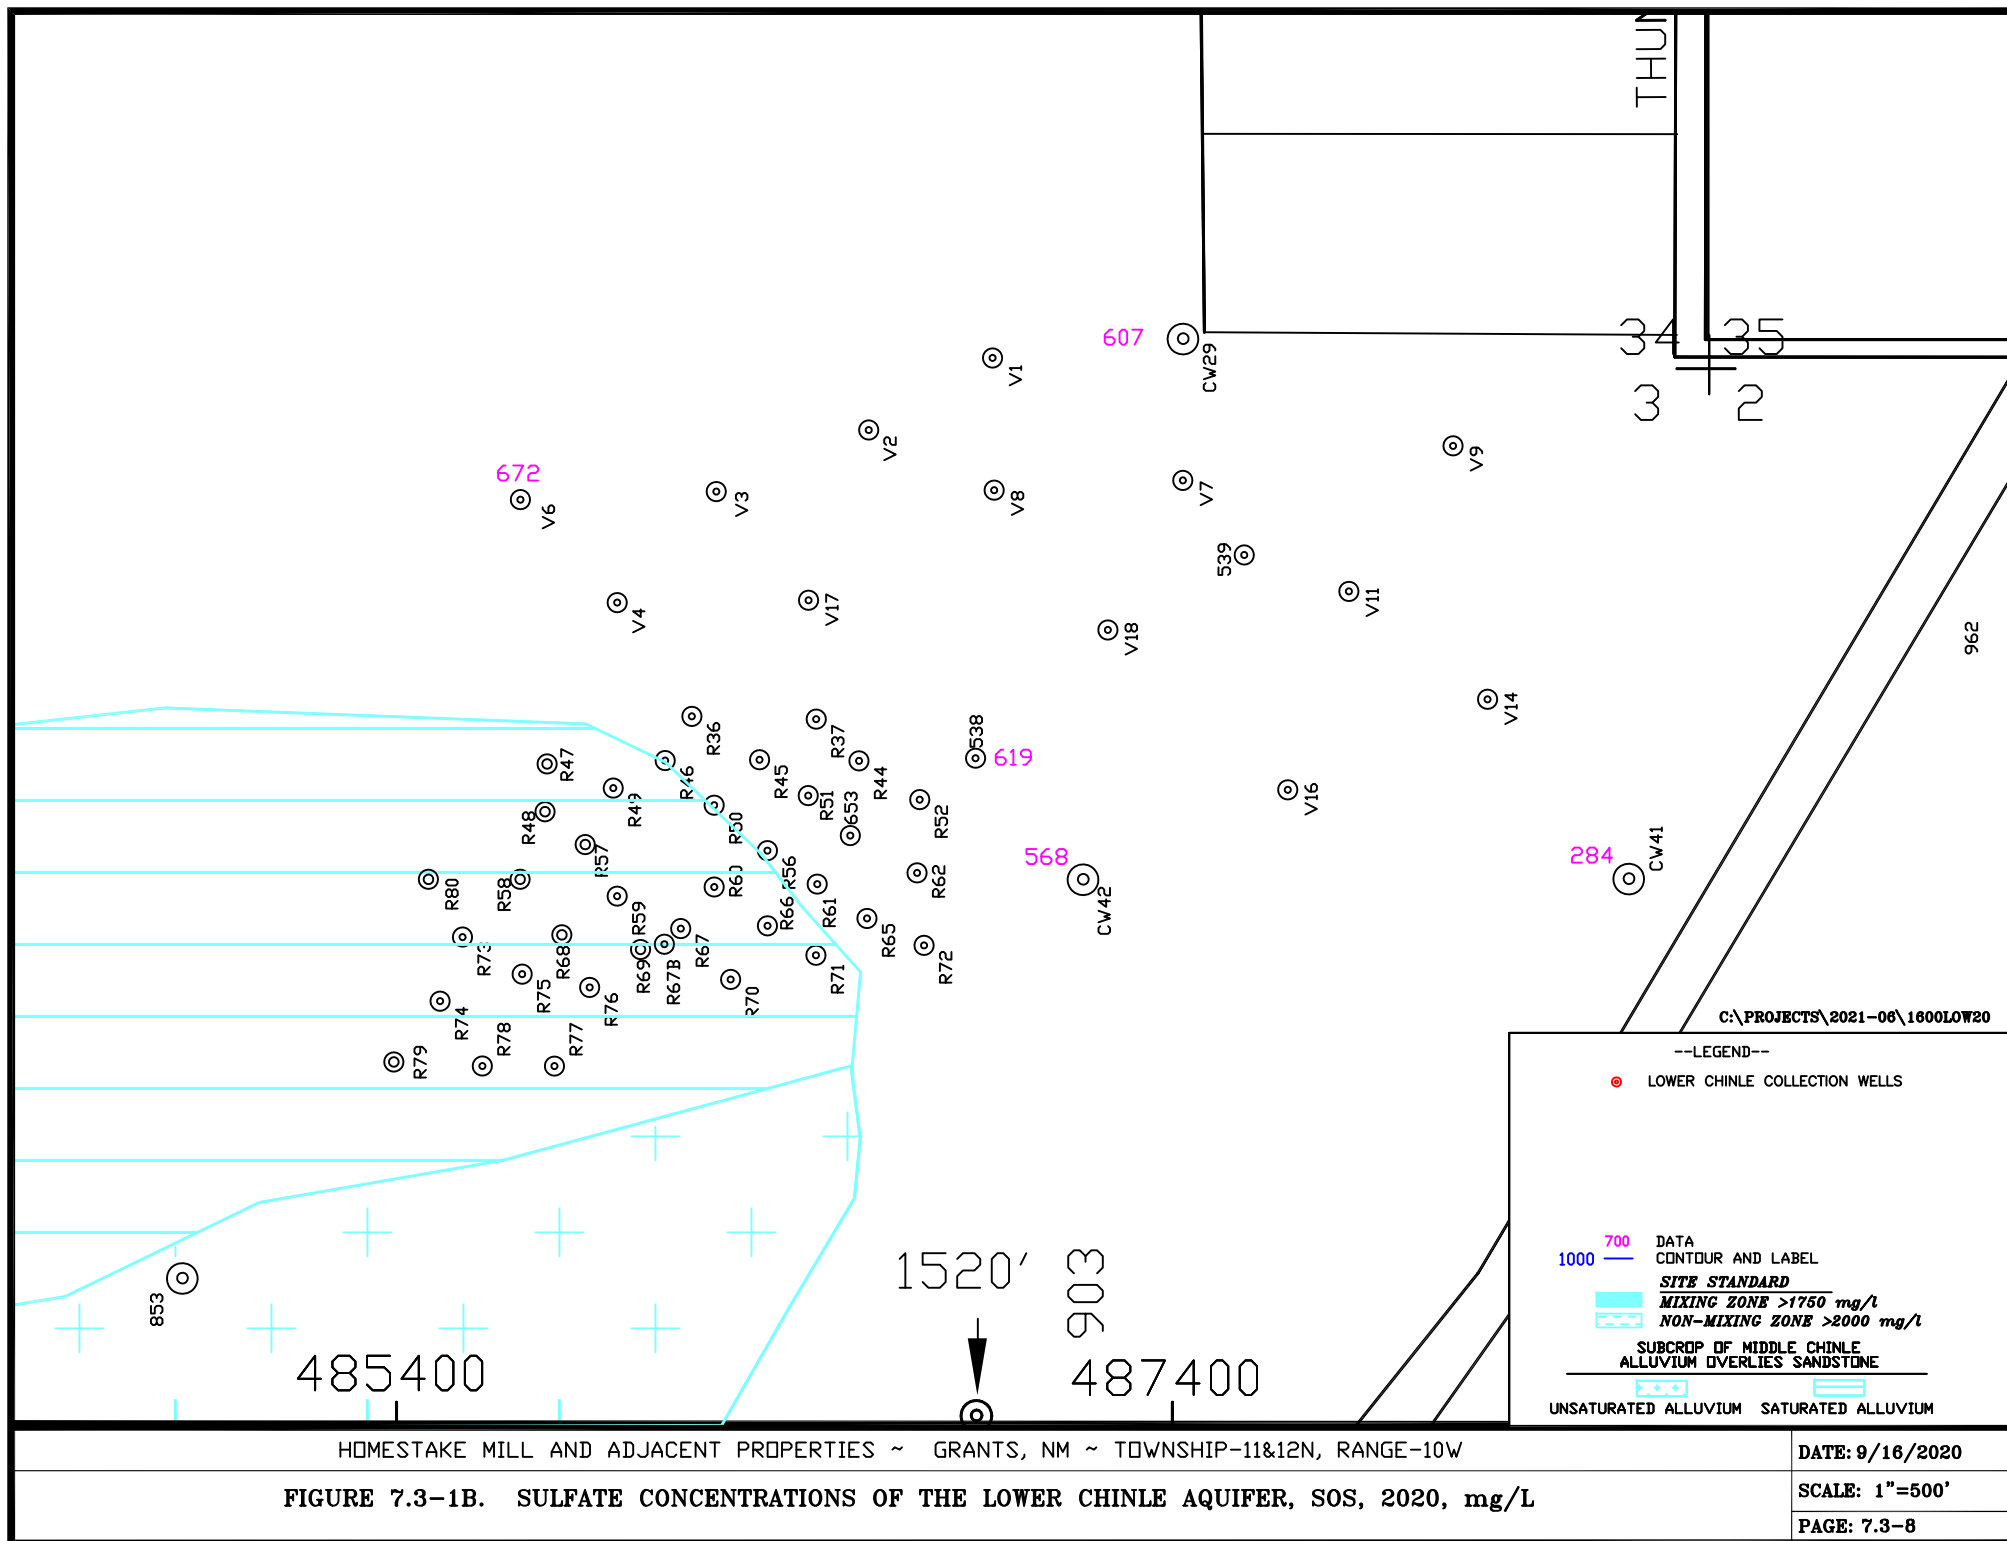 THUN
34 35
3 2
607
CW29
V1
V2
V9
672
V6
V3
V8
V7
539
V4
V17
V11
V18
962
V14
R36
R37
538
619
R47
R46
R45
R44
R49
R51
653
R52
V16
R48
R50
R57
R56
568
CW42
284
CW41
R80
R58
R60
R62
R59
R66
R61
R65
R73
R68
R69
R67B
R67
R72
R75
R76
R70
R71
R74
R79
R78
R77
C:\PROJECTS\2021-06\1600LOW20
--LEGEND--
LOWER CHINLE COLLECTION WELLS
700 DATA
1000 CONTOUR AND LABEL
SITE STANDARD
MIXING ZONE >1750 mg/l
NON-MIXING ZONE >2000 mg/l
SUBCROP OF MIDDLE CHINLE
ALLUVIUM OVERLIES SANDSTONE
UNSATURATED ALLUVIUM SATURATED ALLUVIUM
853
1520'
903
485400
487400
HOMESTAKE MILL AND ADJACENT PROPERTIES ~ GRANTS, NM ~ TOWNSHIP-11&12N, RANGE-10W
DATE: 9/16/2020
FIGURE 7.3-1B. SULFATE CONCENTRATIONS OF THE LOWER CHINLE AQUIFER, SOS, 2020, mg/L
SCALE: 1"=500'
PAGE: 7.3-8